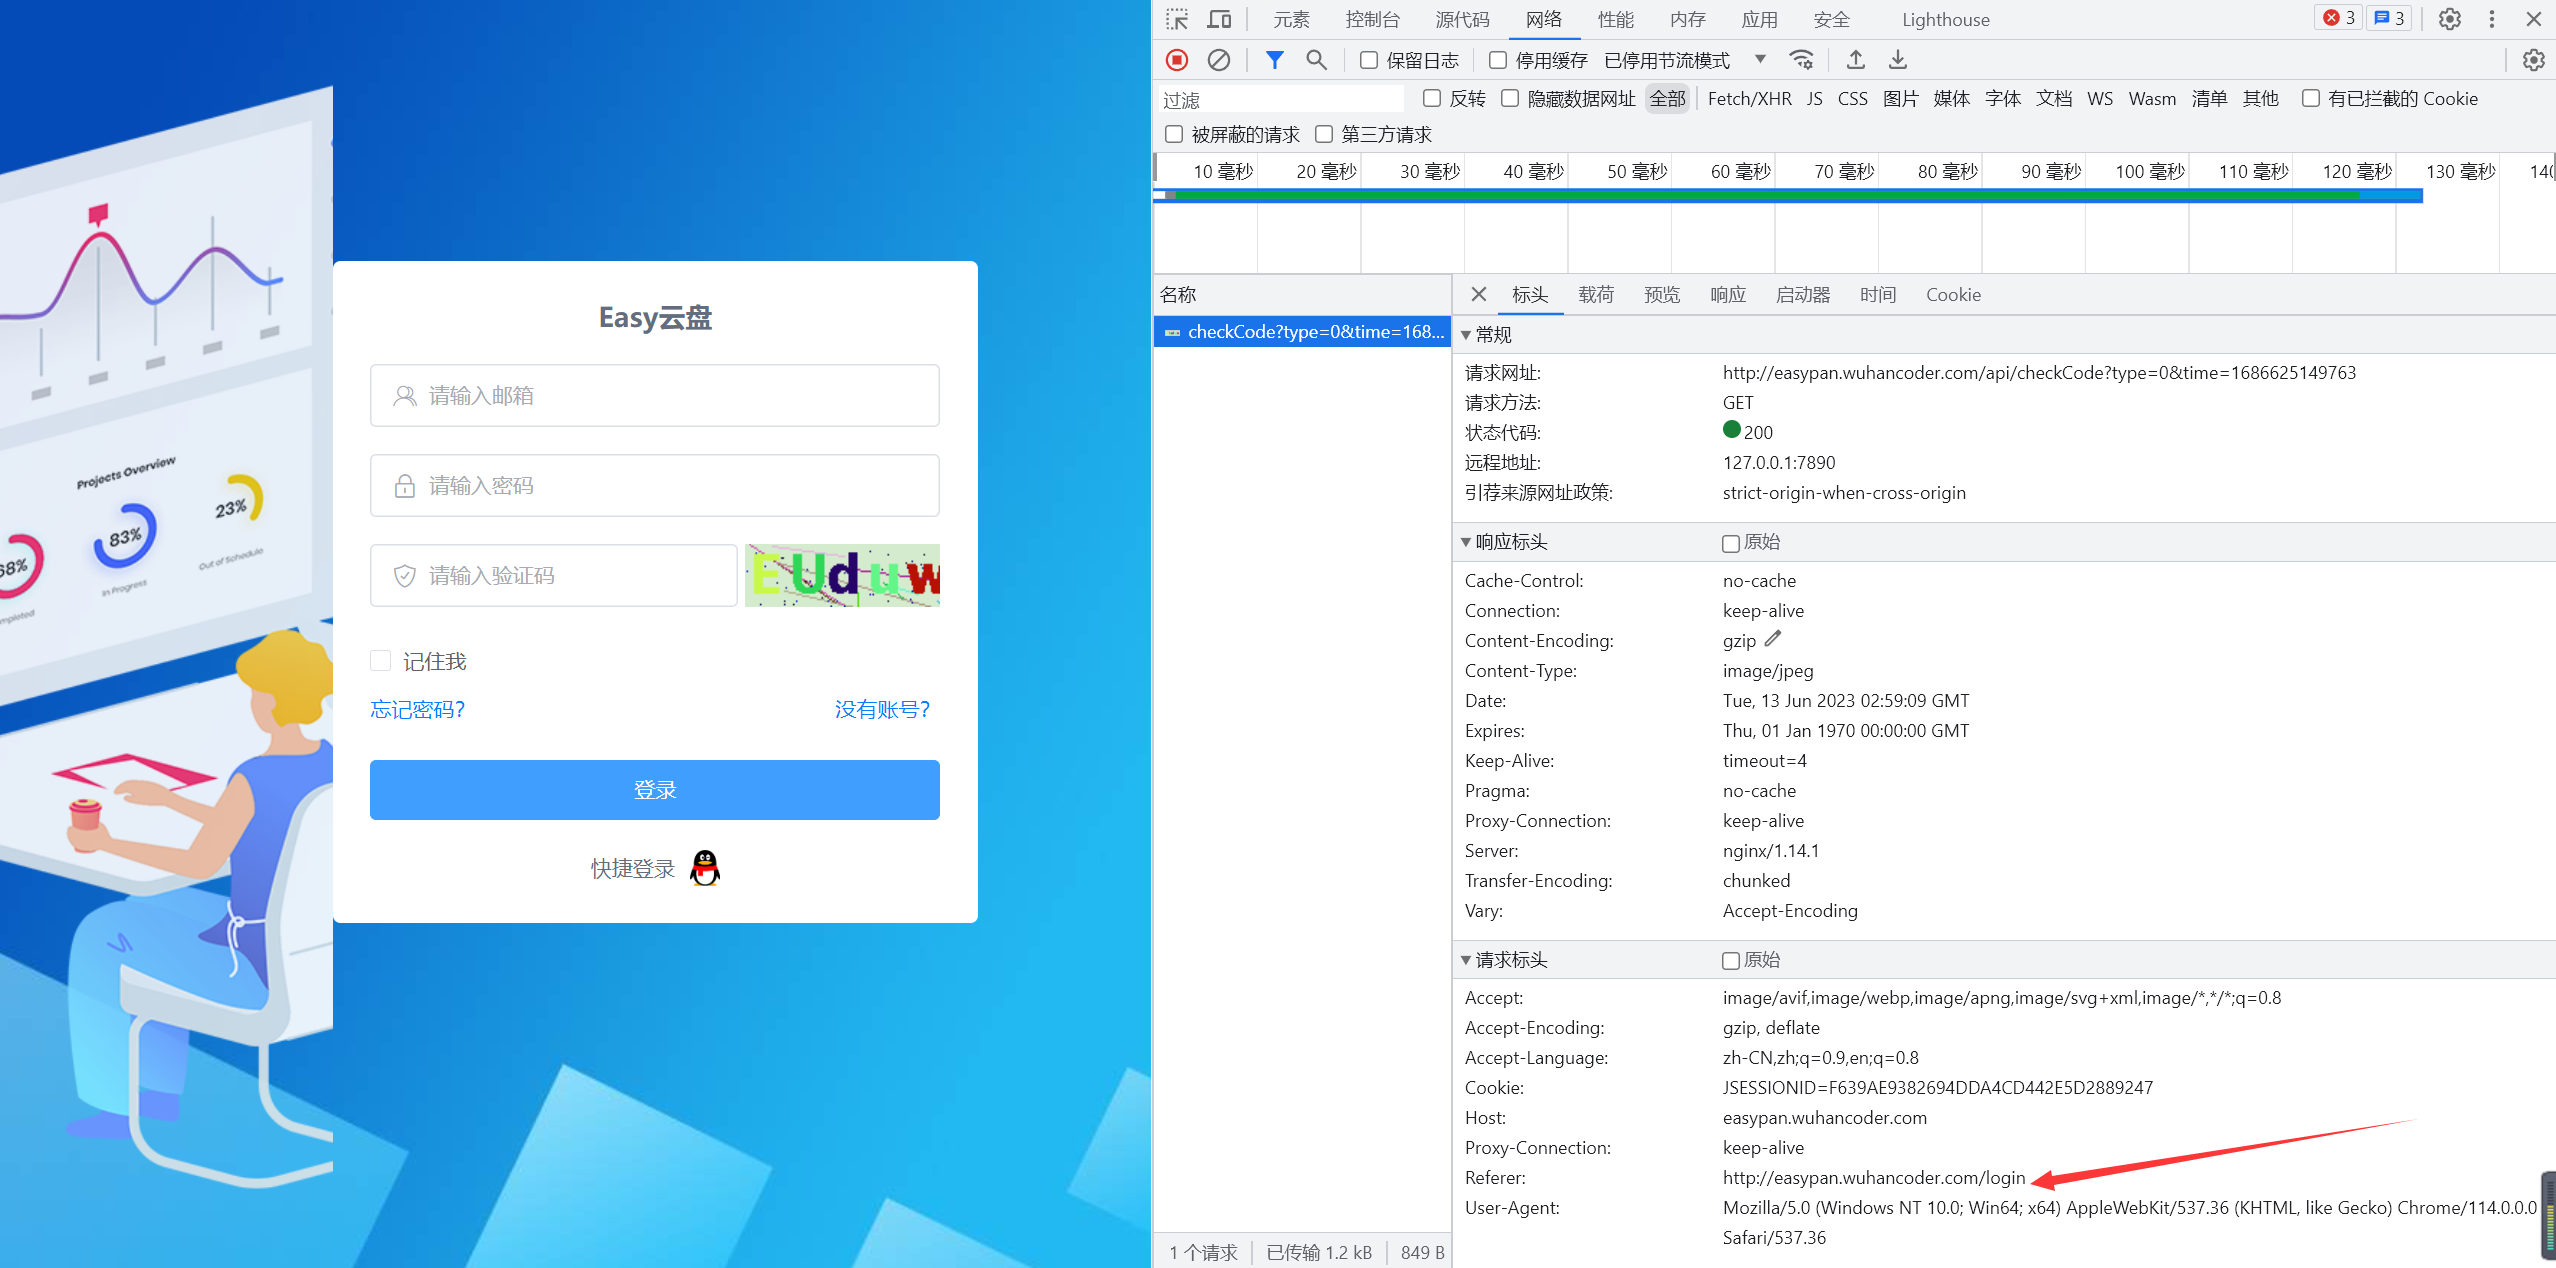 Projects Overview
68%
83%
23%
In Progress
Out of Schedule
mpleted
Easy云盘
请输入邮箱
请输入密码
请输入验证码
EUduw
记住我
忘记密码?
没有账号?
登录
快捷登录
元素 控制台 源代码 网络 性能 内存 应用 安全 Lighthouse 3 3
保留日志 停用缓存 已停用节流模式
过滤 反转 隐藏数据网址 全部 Fetch/XHR JS CSS 图片 媒体 字体 文档 WS Wasm 清单 其他 有已拦截的 Cookie
被屏蔽的请求 第三方请求
10 毫秒 20 毫秒 30 毫秒 40 毫秒 50 毫秒 60 毫秒 70 毫秒 80 毫秒 90 毫秒 100 毫秒 110 毫秒 120 毫秒 130 毫秒 140
名称
checkCode?type=0&time=168...
标头 载荷 预览 响应 启动器 时间 Cookie
常规
请求网址: http://easypan.wuhancoder.com/api/checkCode?type=0&time=1686625149763
请求方法: GET
状态代码: 200
远程地址: 127.0.0.1:7890
引荐来源网址政策: strict-origin-when-cross-origin
响应标头 原始
Cache-Control: no-cache
Connection: keep-alive
Content-Encoding: gzip
Content-Type: image/jpeg
Date: Tue, 13 Jun 2023 02:59:09 GMT
Expires: Thu, 01 Jan 1970 00:00:00 GMT
Keep-Alive: timeout=4
Pragma: no-cache
Proxy-Connection: keep-alive
Server: nginx/1.14.1
Transfer-Encoding: chunked
Vary: Accept-Encoding
请求标头 原始
Accept: image/avif,image/webp,image/apng,image/svg+xml,image/*,*/*;q=0.8
Accept-Encoding: gzip, deflate
Accept-Language: zh-CN,zh;q=0.9,en;q=0.8
Cookie: JSESSIONID=F639AE9382694DDA4CD442E5D2889247
Host: easypan.wuhancoder.com
Proxy-Connection: keep-alive
Referer: http://easypan.wuhancoder.com/login
User-Agent: Mozilla/5.0 (Windows NT 10.0; Win64; x64) AppleWebKit/537.36 (KHTML, like Gecko) Chrome/114.0.0.0
Safari/537.36
1 个请求 已传输 1.2 kB 849 B